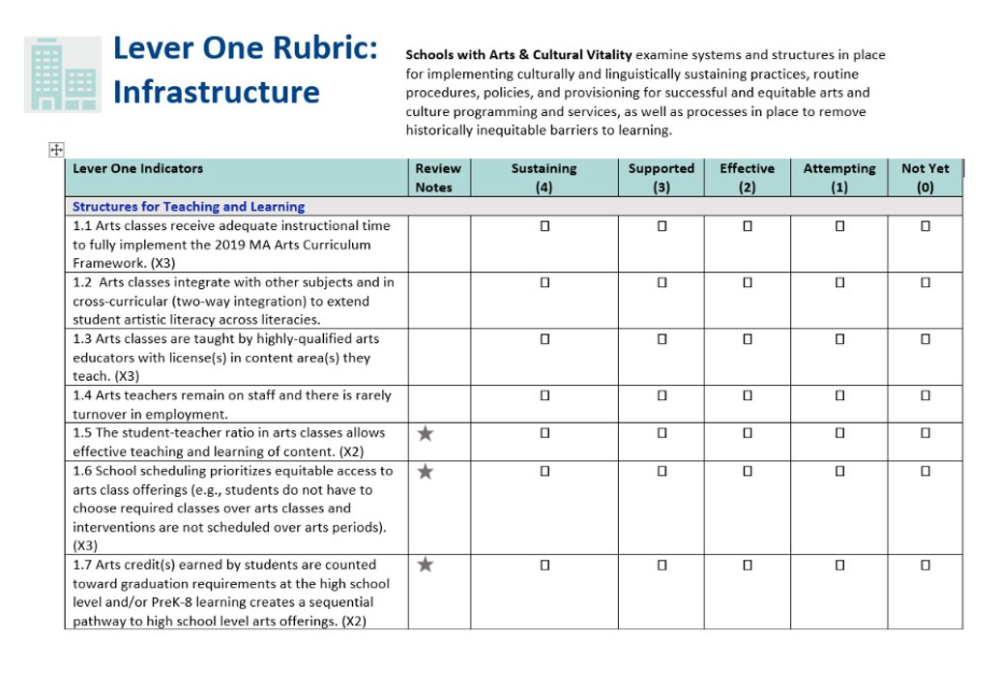 Lever One Rubric:
Infrastructure
Schools with Arts & Cultural Vitality examine systems and structures in place
for implementing culturally and linguistically sustaining practices, routine
procedures, policies, and provisioning for successful and equitable arts and
culture programming and services, as well as processes in place to remove
historically inequitable barriers to learning.
Lever One Indicators
Review
Notes
Sustaining
(4)
Supported
(3)
Effective
(2)
Attempting
(1)
Not Yet
(0)
Structures for Teaching and Learning
1.1 Arts classes receive adequate instructional time
to fully implement the 2019 MA Arts Curriculum
Framework. (X3)
1.2 Arts classes integrate with other subjects and in
cross-curricular (two-way integration) to extend
student artistic literacy across literacies.
1.3 Arts classes are taught by highly-qualified arts
educators with license(s) in content area(s) they
teach. (X3)
1.4 Arts teachers remain on staff and there is rarely
turnover in employment.
1.5 The student-teacher ratio in arts classes allows
effective teaching and learning of content. (X2)
1.6 School scheduling prioritizes equitable access to
arts class offerings (e.g., students do not have to
choose required classes over arts classes and
interventions are not scheduled over arts periods).
(X3)
1.7 Arts credit(s) earned by students are counted
toward graduation requirements at the high school
level and/or PreK-8 learning creates a sequential
pathway to high school level arts offerings. (X2)